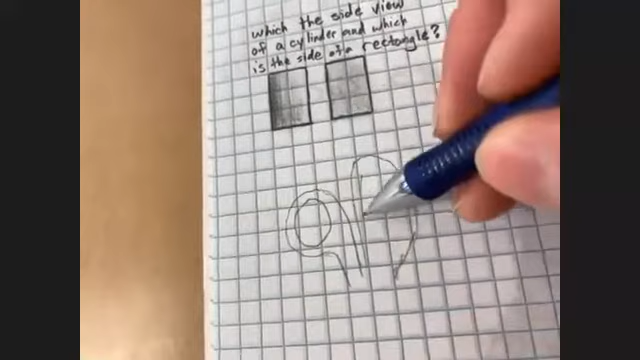 which the side view
of a cylinder and which
is the side of a rectangle?